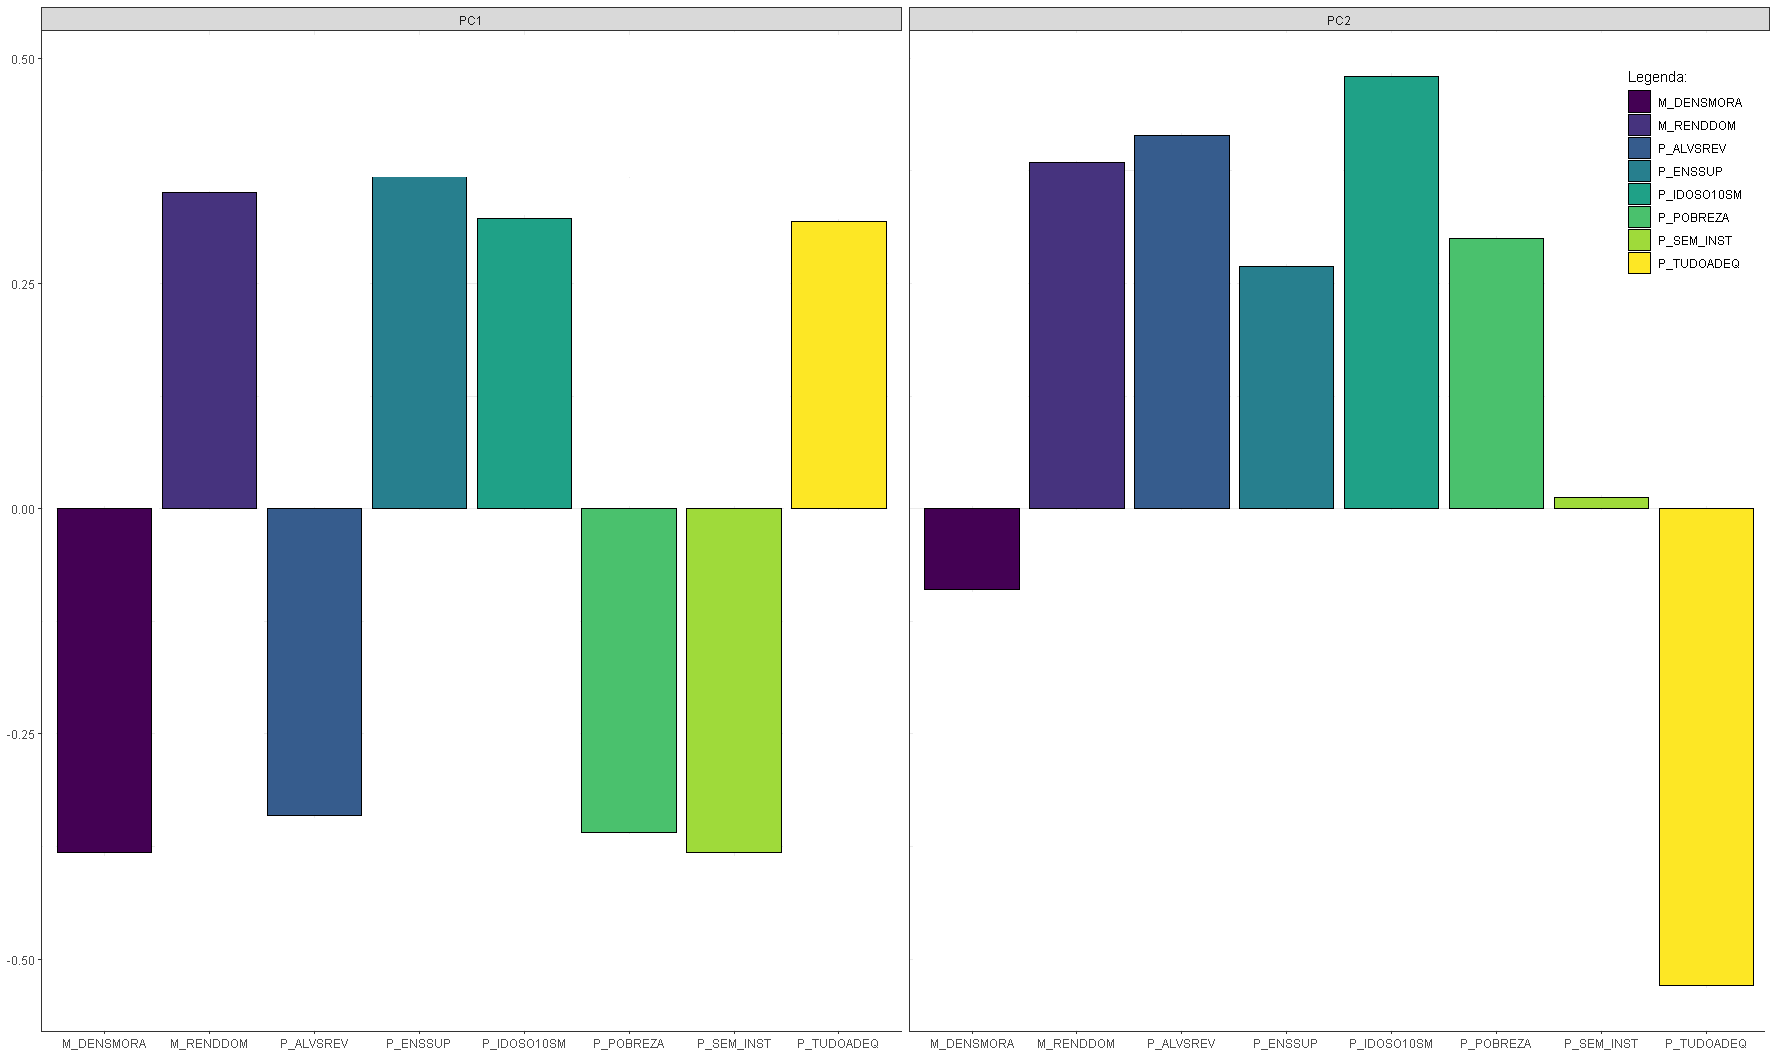 PC1
PC2
0.50
0.25
0.00
-0.25
-0.50
Legenda:
M_DENSMORA
M_RENDDOM
P_ALVSREV
P_ENSSUP
P_IDOSO10SM
P_POBREZA
P_SEM_INST
P_TUDOADEQ
M_DENSMORA M_RENDDOM P_ALVSREV P_ENSSUP P_IDOSO10SM P_POBREZA P_SEM_INST P_TUDOADEQ
M_DENSMORA M_RENDDOM P_ALVSREV P_ENSSUP P_IDOSO10SM P_POBREZA P_SEM_INST P_TUDOADEQ